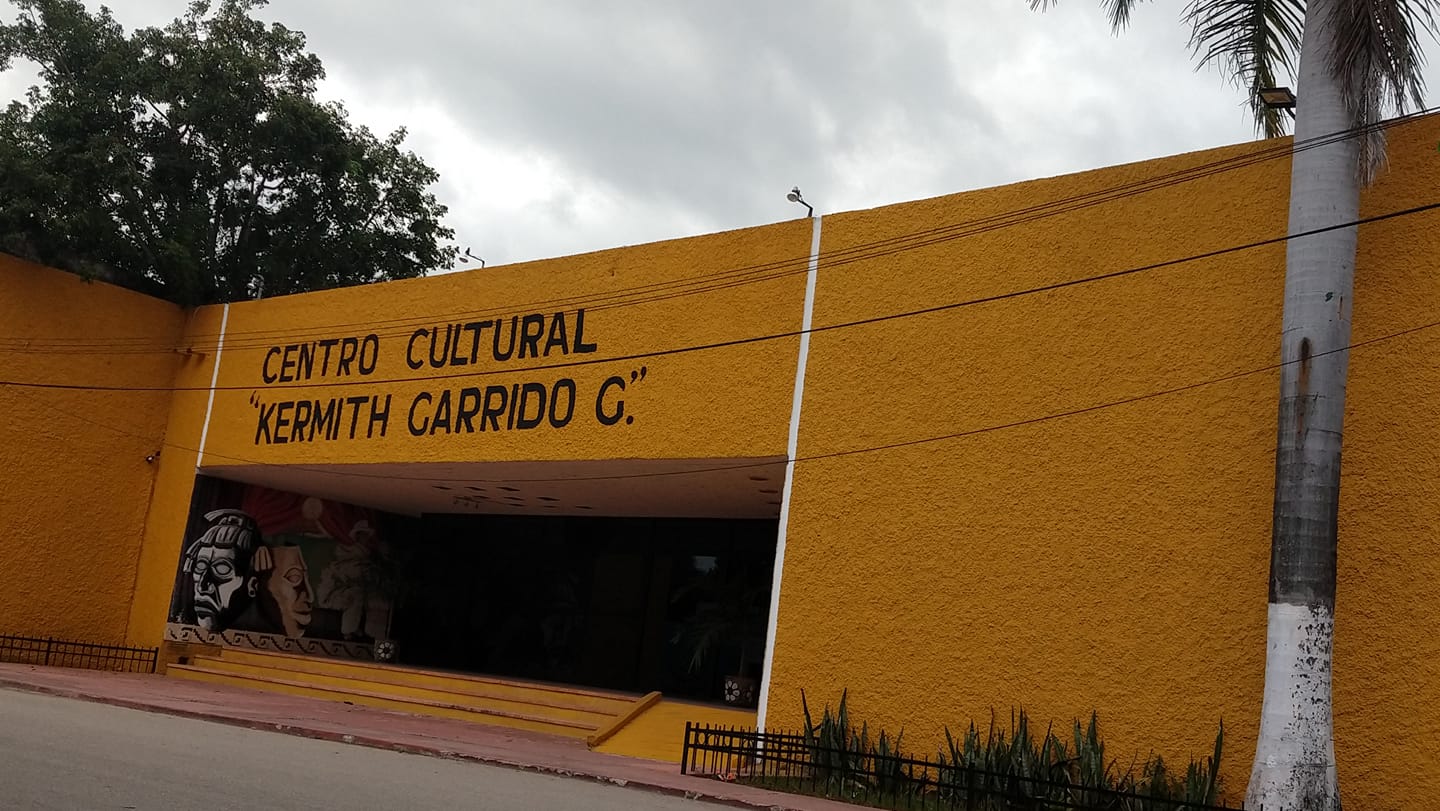 CENTRO CULTURAL
"KERMITH GARRIDO G."